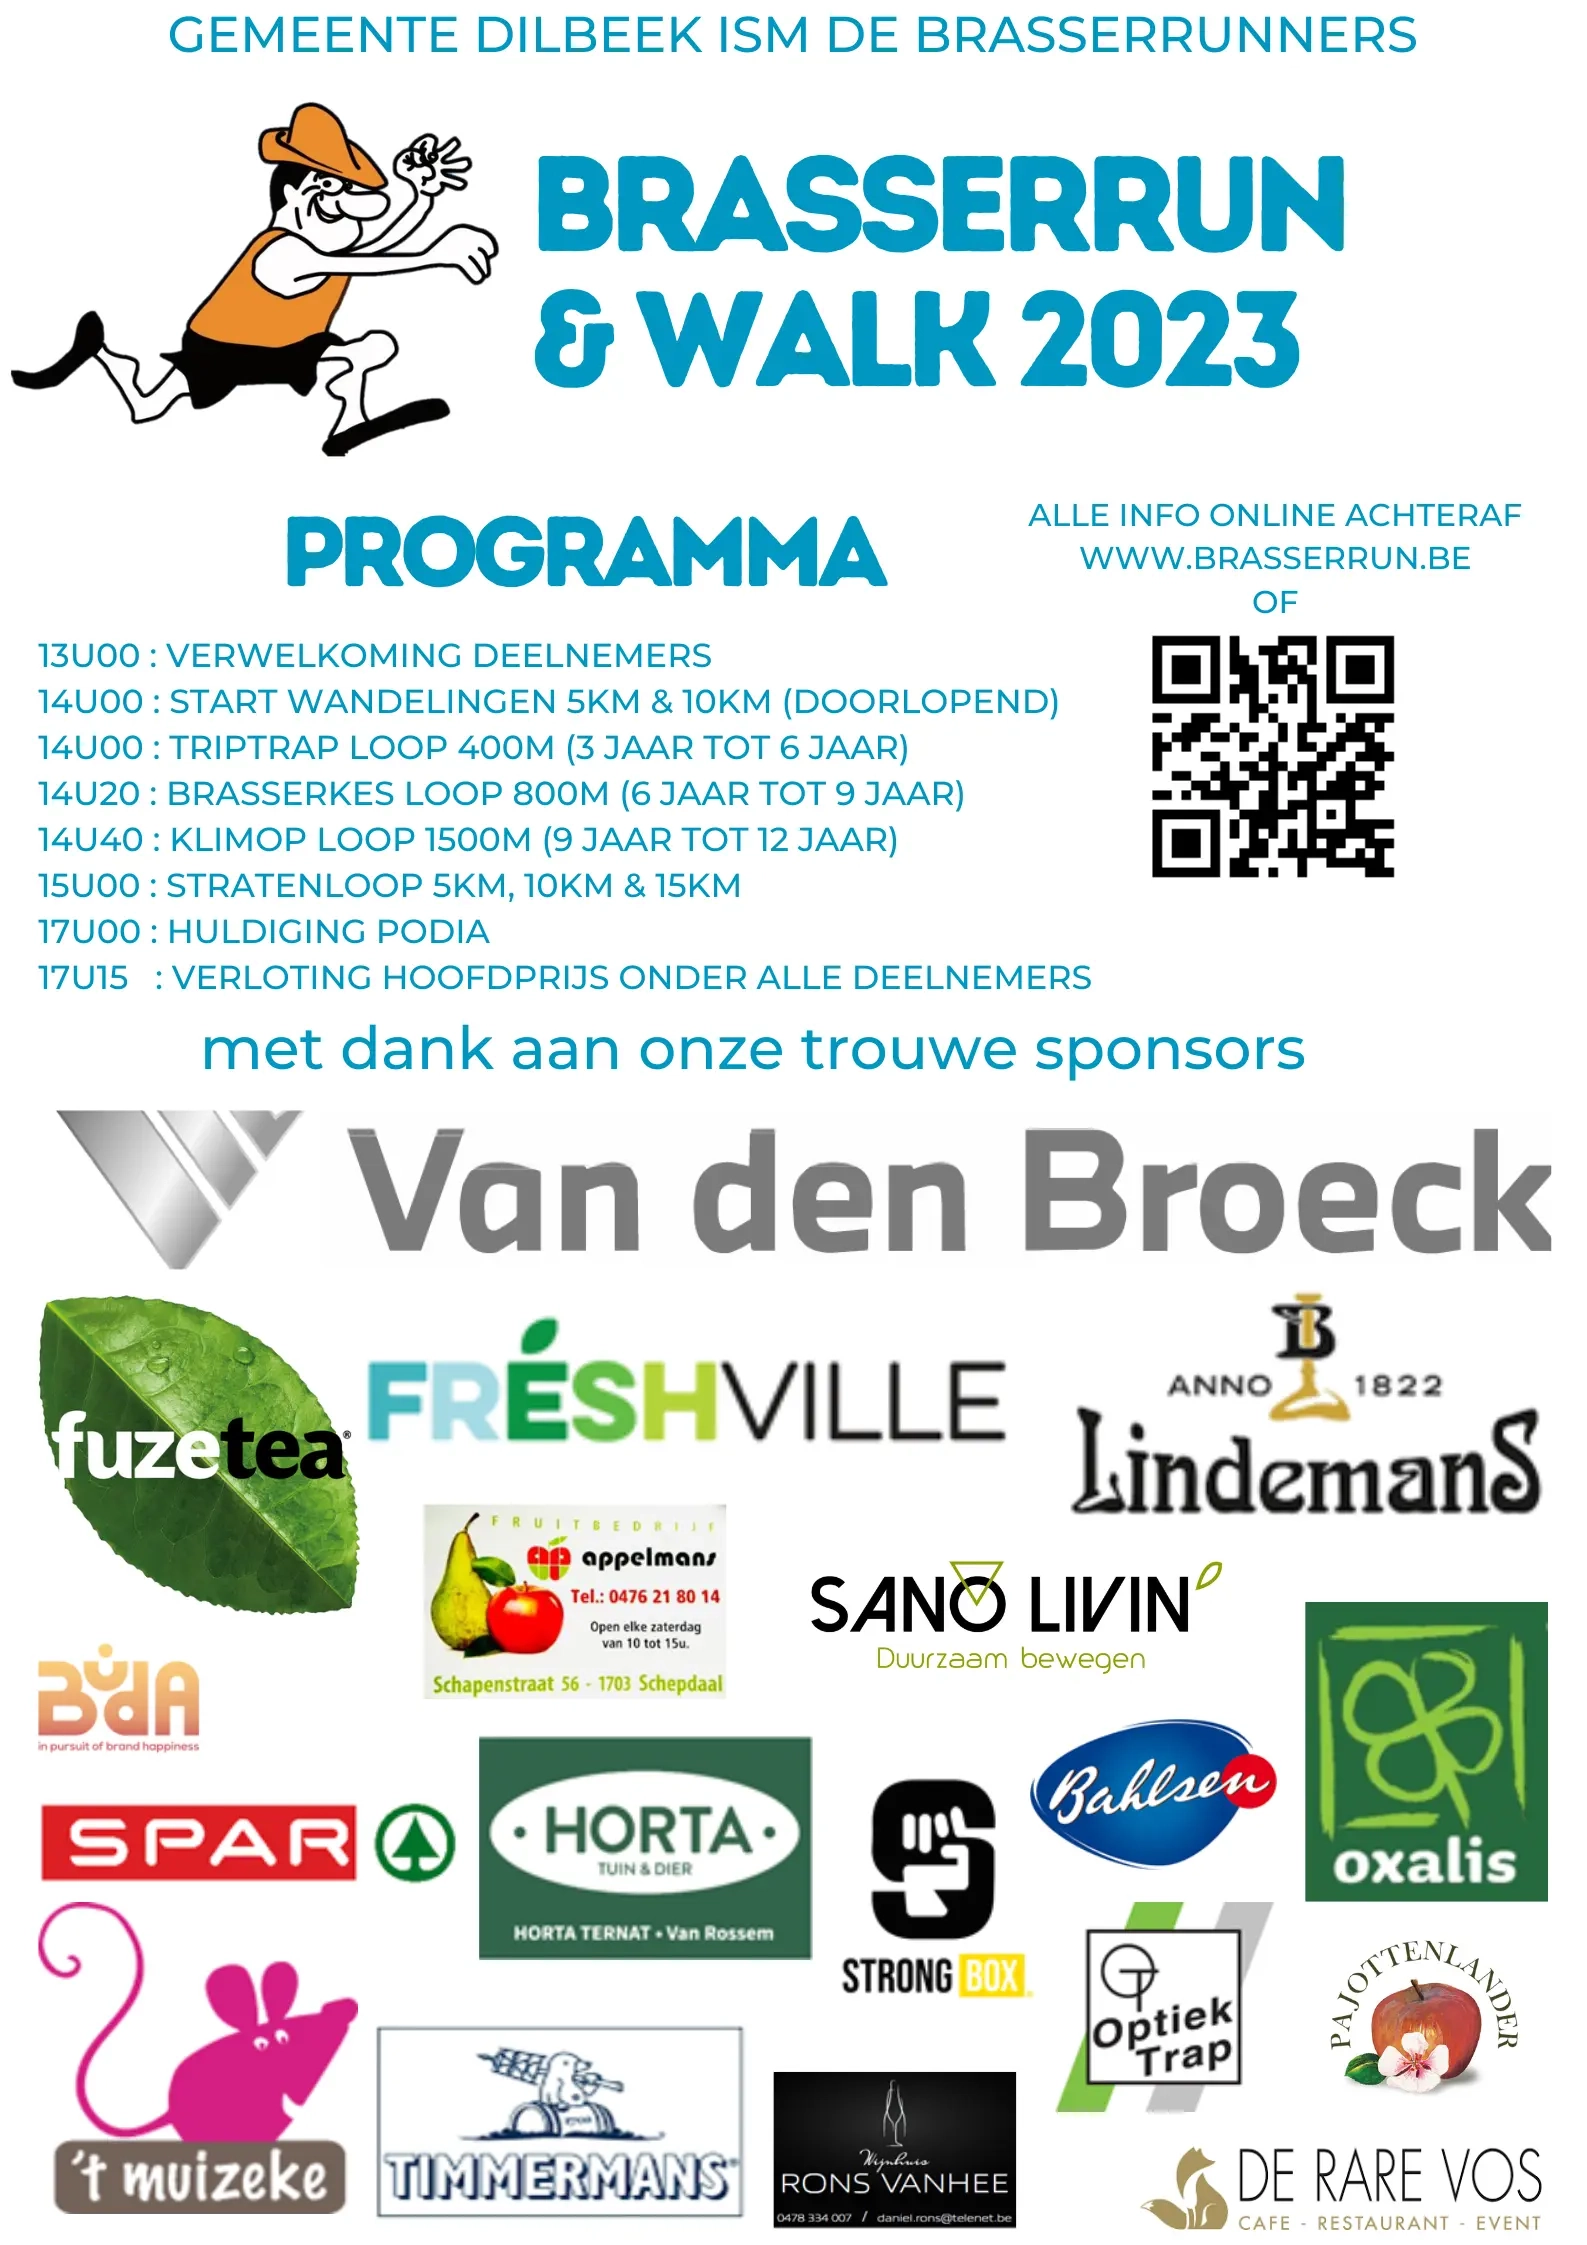 GEMEENTE DILBEEK ISM DE BRASSERRUNNERS
BRASSERRUN
& WALK 2023
PROGRAMMA
ALLE INFO ONLINE ACHTERAF
WWW.BRASSERRUN.BE
OF
13U00 : VERWELKOMING DEELNEMERS
14U00 : START WANDELINGEN 5KM & 10KM (DOORLOPEND)
14U00 : TRIPTRAP LOOP 400M (3 JAAR TOT 6 JAAR)
14U20 : BRASSERKES LOOP 800M (6 JAAR TOT 9 JAAR)
14U40 : KLIMOP LOOP 1500M (9 JAAR TOT 12 JAAR)
15U00 : STRATENLOOP 5KM, 10KM & 15KM
17U00 : HULDIGING PODIA
17U15 : VERLOTING HOOFDPRIJS ONDER ALLE DEELNEMERS
met dank aan onze trouwe sponsors
Van den Broeck
fuzetea®
FRÉSHVILLE
B
ANNO 1822
Lindemans
FRUITBEDRIJF
ap appelmans
Tel.: 0476 21 80 14
Open elke zaterdag
van 10 tot 15u.
Schapenstraat 56 - 1703 Schepdaal
SANO LIVIN'
Duurzaam bewegen
BUdA
in pursuit of brand happiness
SPAR
• HORTA •
TUIN & DIER
HORTA TERNAT • Van Rossem
STRONG BOX
Bahlsen
oxalis
't muizeke
TIMMERMANS
Wijnhuis
RONS VANHEE
0478 334 007 / daniel.rons@telenet.be
Optiek
Trap
PAJOTTENLANDER
DE RARE VOS
CAFE - RESTAURANT - EVENT